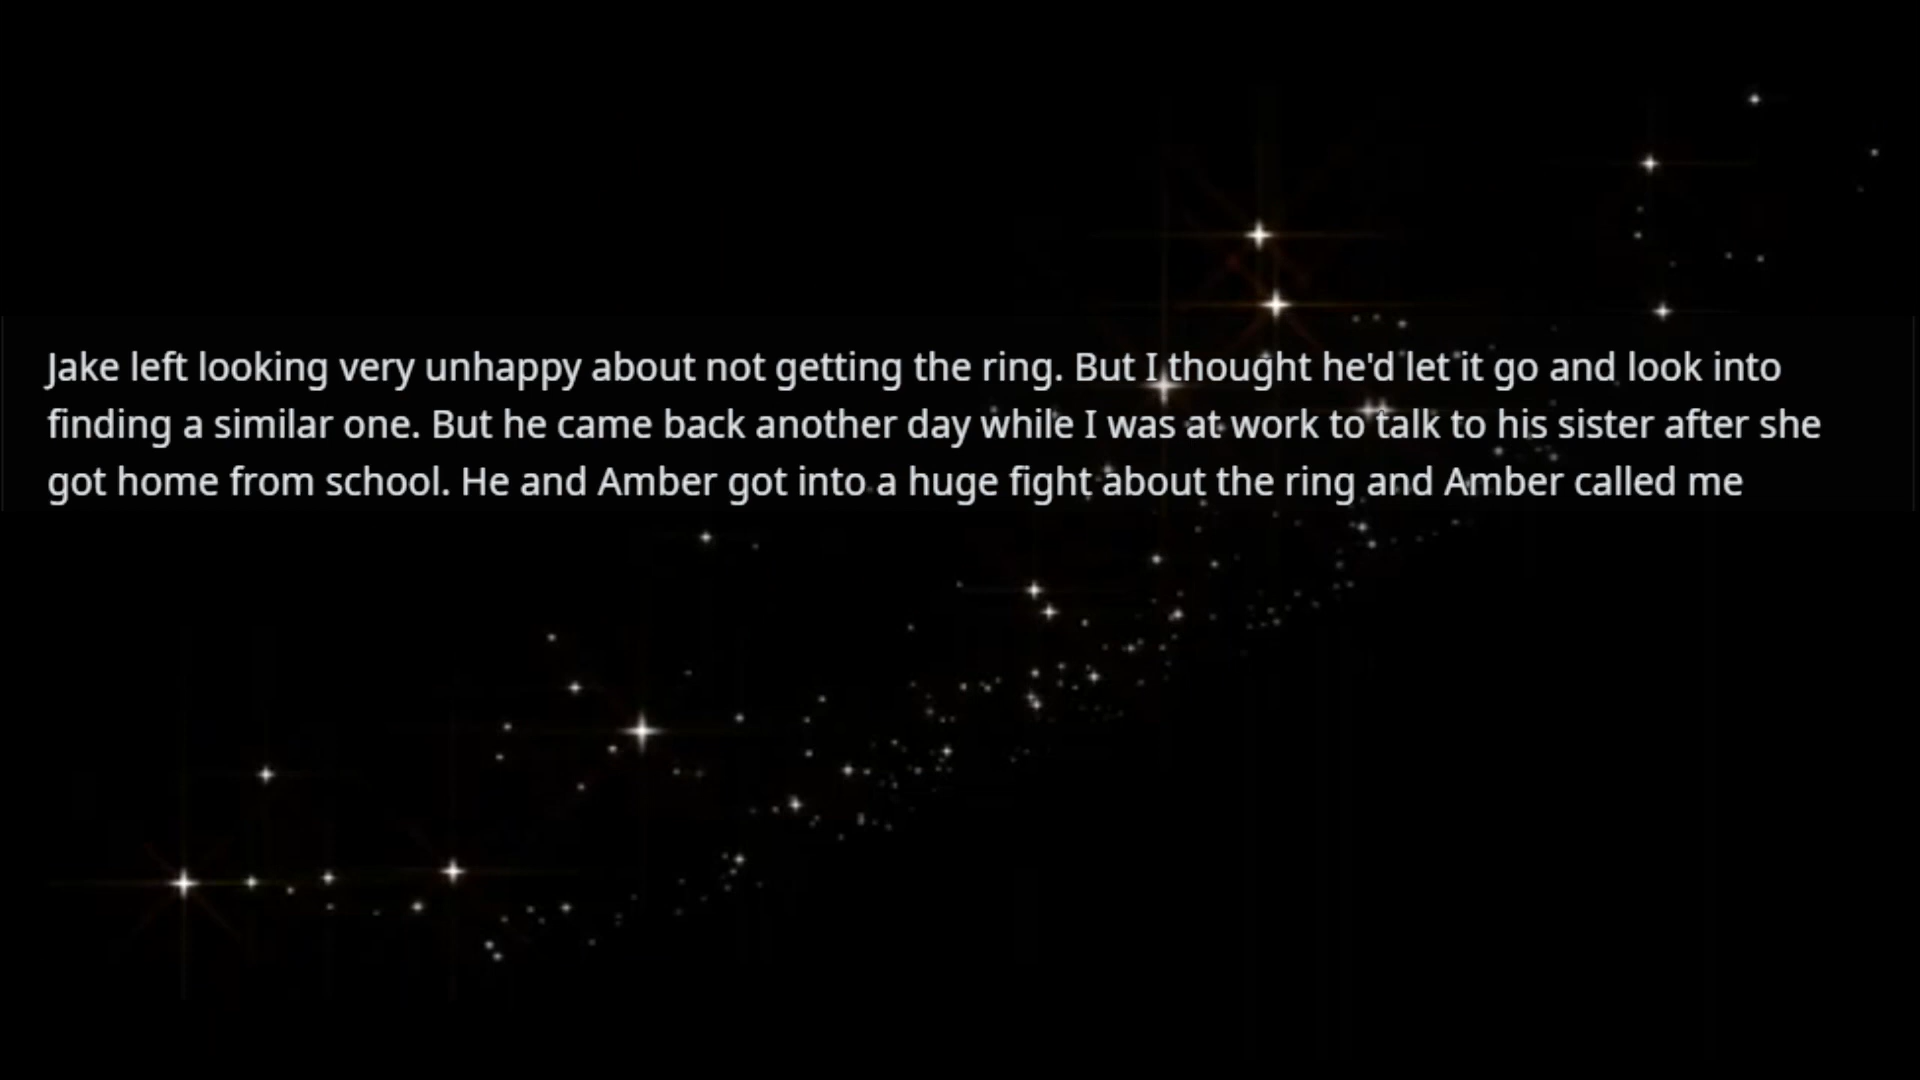 Jake left looking very unhappy about not getting the ring. But I thought he'd let it go and look into
finding a similar one. But he came back another day while I was at work to talk to his sister after she
got home from school. He and Amber got into a huge fight about the ring and Amber called me